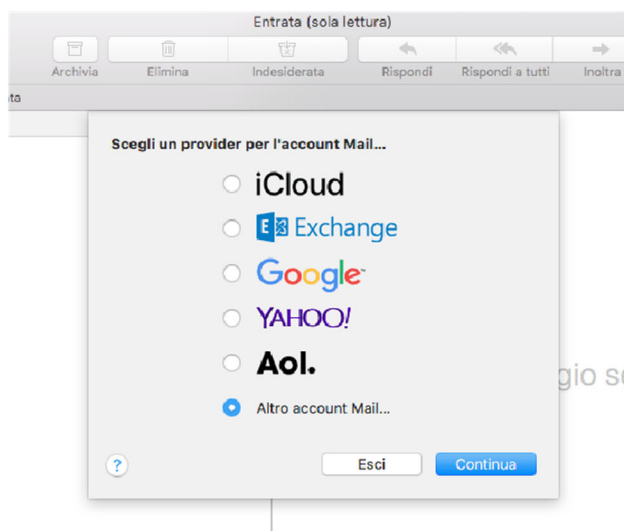 Entrata (sola lettura)
Archivia Elimina Indesiderata Rispondi Rispondi a tutti Inoltra
Scegli un provider per l'account Mail...
iCloud
E Exchange
Google™
YAHOO!
Aol.
Altro account Mail...
? Esci Continua